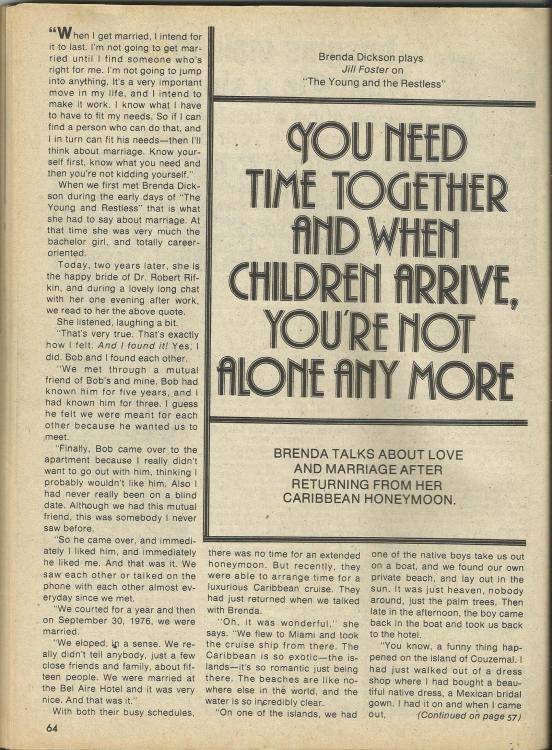 “When I get married, I intend for
it to last. I'm not going to get mar-
ried until I find someone who's
right for me. I'm not going to jump
into anything. It's a very important
move in my life, and I intend to
make it work. I know what I have
to have to fit my needs. So if I can
find a person who can do that, and
I in turn can fit his needs—then I'll
think about marriage. Know your-
self first, know what you need and
then you're not kidding yourself.”
When we first met Brenda Dick-
son during the early days of “The
Young and Restless” that is what
she had to say about marriage. At
that time she was very much the
bachelor girl, and totally career-
oriented.
Today, two years later, she is
the happy bride of Dr. Robert Rif-
kin, and during a lovely long chat
with her one evening after work,
we read to her the above quote.
She listened, laughing a bit.
“That's very true. That's exactly
how I felt. And I found it! Yes, I
did. Bob and I found each other.
“We met through a mutual
friend of Bob's and mine. Bob had
known him for five years, and I
had known him for three. I guess
he felt we were meant for each
other because he wanted us to
meet.
“Finally, Bob came over to the
apartment because I really didn't
want to go out with him, thinking I
probably wouldn't like him. Also I
had never really been on a blind
date. Although we had this mutual
friend, this was somebody I never
saw before.
“So he came over, and immedi-
ately I liked him, and immediately
he liked me. And that was it. We
saw each other or talked on the
phone with each other almost ev-
eryday since we met.
“We courted for a year and then
on September 30, 1976, we were
married.
“We eloped, in a sense. We re-
ally didn't tell anybody, just a few
close friends and family, about fif-
teen people. We were married at
the Bel Aire Hotel and it was very
nice. And that was it.”
With both their busy schedules,
Brenda Dickson plays
Jill Foster on
“The Young and the Restless”
YOU NEED
TIME TOGETHER
AND WHEN
CHILDREN ARRIVE,
YOU'RE NOT
ALONE ANY MORE
BRENDA TALKS ABOUT LOVE
AND MARRIAGE AFTER
RETURNING FROM HER
CARIBBEAN HONEYMOON.
there was no time for an extended
honeymoon. But recently, they
were able to arrange time for a
luxurious Caribbean cruise. They
had just returned when we talked
with Brenda.
“Oh, it was wonderful,” she
says. “We flew to Miami and took
the cruise ship from there. The
Caribbean is so exotic—the is-
lands—it's so romantic just being
there. The beaches are like no-
where else in the world, and the
water is so incredibly clear.
“On one of the islands, we had
one of the native boys take us out
on a boat, and we found our own
private beach, and lay out in the
sun. It was just heaven, nobody
around, just the palm trees. Then
late in the afternoon, the boy came
back in the boat and took us back
to the hotel.
“You know, a funny thing hap-
pened on the island of Couzemal. I
had just walked out of a dress
shop where I had bought a beau-
tiful native dress, a Mexican bridal
gown. I had it on and when I came
out, (Continued on page 57)
64